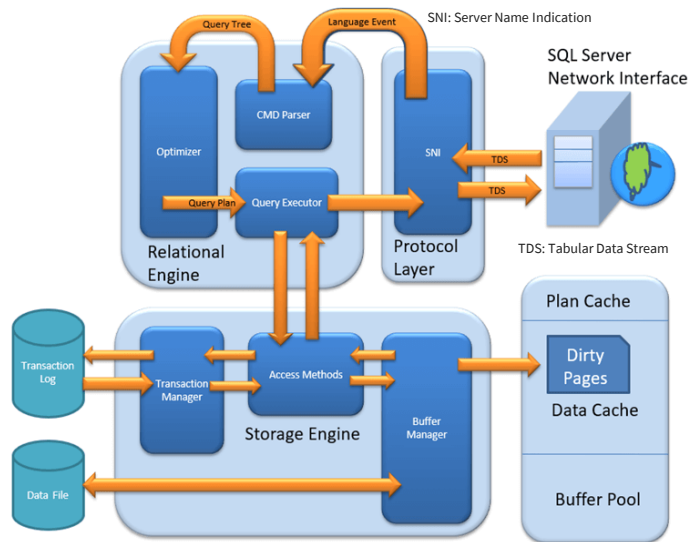 Query Tree
Language Event
SNI: Server Name Indication
SQL Server
Network Interface
CMD Parser
Optimizer
SNI
TDS
TDS
Query Plan
Query Executor
Relational
Engine
Protocol
Layer
TDS: Tabular Data Stream
Plan Cache
Dirty
Pages
Data Cache
Buffer Pool
Transaction
Log
Transaction
Manager
Access Methods
Buffer
Manager
Storage Engine
Data File